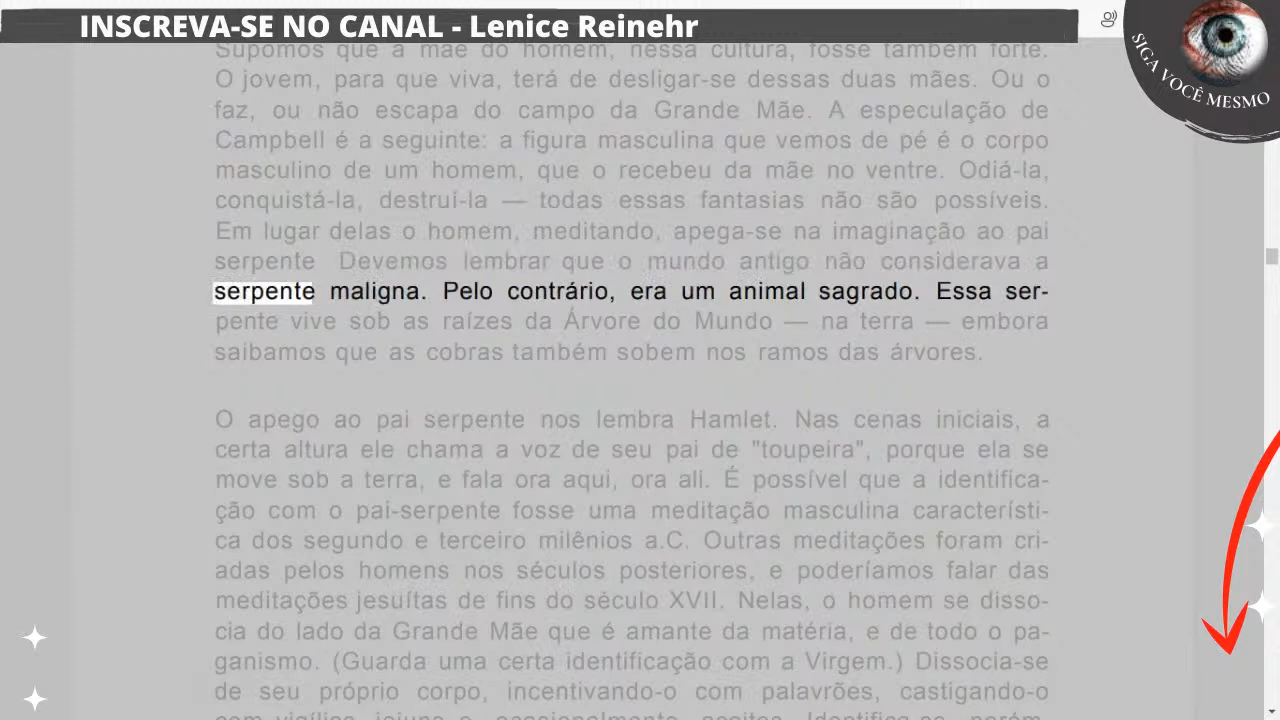 INSCREVA-SE NO CANAL - Lenice Reinehr
SIGA VOCÊ MESMO
Supomos que a mãe do homem, nessa cultura, fosse também forte.
O jovem, para que viva, terá de desligar-se dessas duas mães. Ou o
faz, ou não escapa do campo da Grande Mãe. A especulação de
Campbell é a seguinte: a figura masculina que vemos de pé é o corpo
masculino de um homem, que o recebeu da mãe no ventre. Odiá-la,
conquistá-la, destruí-la — todas essas fantasias não são possíveis.
Em lugar delas o homem, meditando, apega-se na imaginação ao pai
serpente Devemos lembrar que o mundo antigo não considerava a
serpente maligna. Pelo contrário, era um animal sagrado. Essa ser-
pente vive sob as raízes da Árvore do Mundo — na terra — embora
saibamos que as cobras também sobem nos ramos das árvores.
O apego ao pai serpente nos lembra Hamlet. Nas cenas iniciais, a
certa altura ele chama a voz de seu pai de "toupeira", porque ela se
move sob a terra, e fala ora aqui, ora ali. É possível que a identifica-
ção com o pai-serpente fosse uma meditação masculina característi-
ca dos segundo e terceiro milênios a.C. Outras meditações foram cri-
adas pelos homens nos séculos posteriores, e poderíamos falar das
meditações jesuítas de fins do século XVII. Nelas, o homem se disso-
cia do lado da Grande Mãe que é amante da matéria, e de todo o pa-
ganismo. (Guarda uma certa identificação com a Virgem.) Dissocia-se
de seu próprio corpo, incentivando-o com palavrões, castigando-o